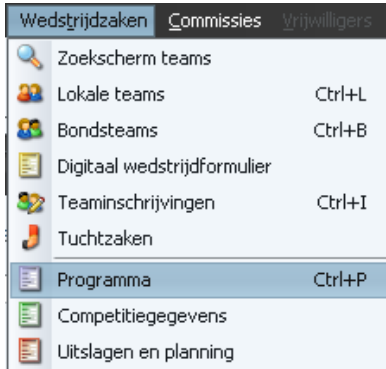 Wedstrijdzaken Commissies Vrijwilligers
Zoekscherm teams
Lokale teams Ctrl+L
Bondsteams Ctrl+B
Digitaal wedstrijdformulier
Teaminschrijvingen Ctrl+I
Tuchtzaken
Programma Ctrl+P
Competitiegegevens
Uitslagen en planning